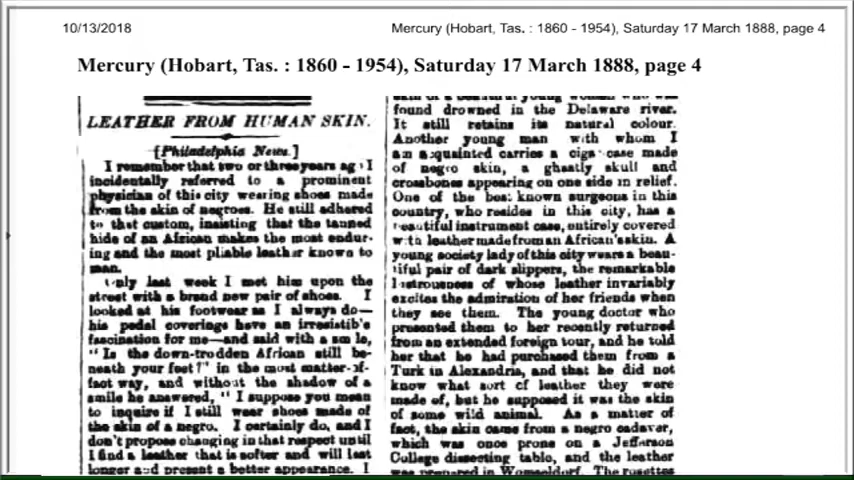 10/13/2018
Mercury (Hobart, Tas. : 1860 - 1954), Saturday 17 March 1888, page 4
Mercury (Hobart, Tas. : 1860 - 1954), Saturday 17 March 1888, page 4
LEATHER FROM HUMAN SKIN.
[Philadelphia News.]
I remember that two or three years ago I
incidentally referred to a prominent
physician of this city wearing shoes made
from the skin of negroes. He still adhered
to that custom, insisting that the tanned
hide of an African makes the most endur-
ing and the most pliable leather known to
man.
Only last week I met him upon the
street with a brand new pair of shoes. I
looked at his footwear as I always do—
his pedal coverings have an irresistible
fascination for me—and said with a smile,
" Is the down-trodden African still be-
neath your feet?" in the most matter-of-
fact way, and without the shadow of a
smile he answered, " I suppose you mean
to inquire if I still wear shoes made of
the skin of a negro. I certainly do, and I
don't propose changing in that respect until
I find a leather that is softer and will last
longer and present a better appearance. I
skin of a beautiful young woman who was
found drowned in the Delaware river.
It still retains its natural colour.
Another young man with whom I
am acquainted carries a cigar case made
of negro skin, a ghastly skull and
crossbones appearing on one side in relief.
One of the best known surgeons in this
country, who resides in this city, has a
beautiful instrument case, entirely covered
with leather made from an African's skin. A
young society lady of this city wears a beau-
tiful pair of dark slippers, the remarkable
lustrousness of whose leather invariably
excites the admiration of her friends when
they see them. The young doctor who
presented them to her recently returned
from an extended foreign tour, and he told
her that he had purchased them from a
Turk in Alexandria, and that he did not
know what sort of leather they were
made of, but he supposed it was the skin
of some wild animal. As a matter of
fact, the skin came from a negro cadaver,
which was once prone on a Jefferson
College dissecting table, and the leather
was prepared in Womelsdorf. The rosettes